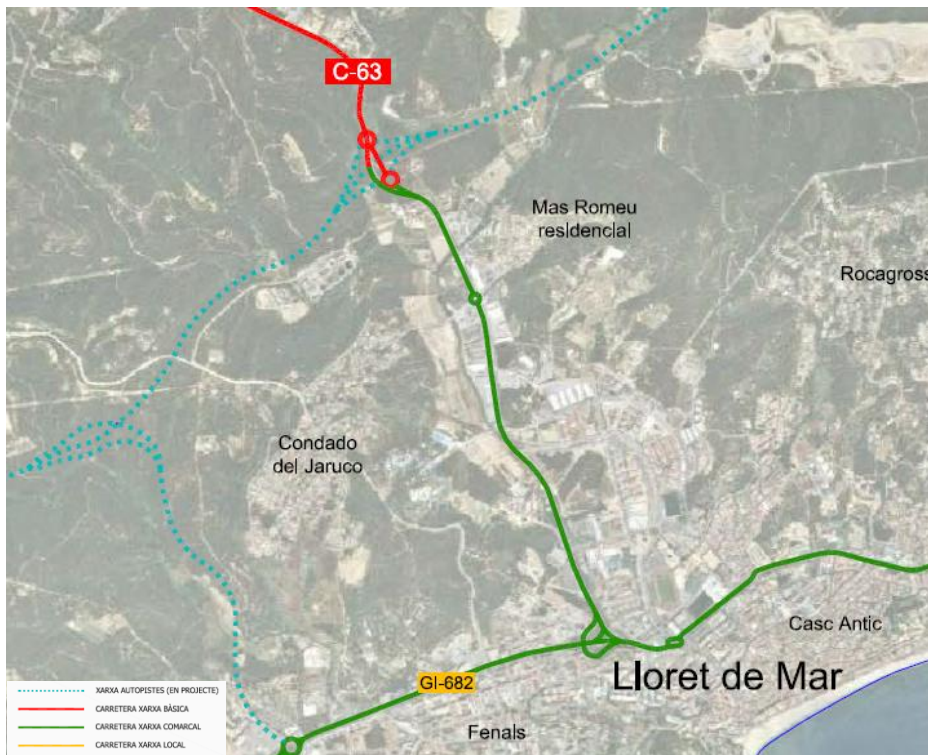 C-63
Mas Romeu
residencial
Rocagross
Condado
del Jaruco
Casc Antic
Lloret de Mar
GI-682
Fenals
XARXA AUTOPISTES (EN PROJECTE)
CARRETERA XARXA BÀSICA
CARRETERA XARXA COMARCAL
CARRETERA XARXA LOCAL